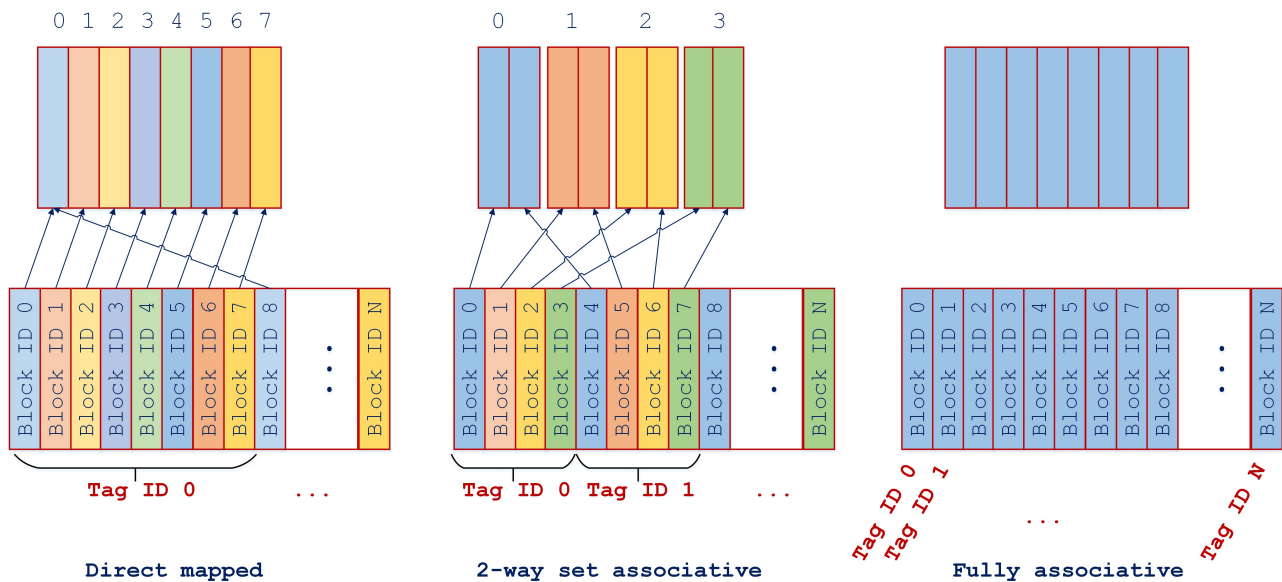 0 1 2 3 4 5 6 7
0 1 2 3
Block ID 0
Block ID 1
Block ID 2
Block ID 3
Block ID 4
Block ID 5
Block ID 6
Block ID 7
Block ID 8
...
Block ID N
Tag ID 0 ...
Direct mapped
Block ID 0
Block ID 1
Block ID 2
Block ID 3
Block ID 4
Block ID 5
Block ID 6
Block ID 7
Block ID 8
...
Block ID N
Tag ID 0 Tag ID 1 ...
2-way set associative
Block ID 0
Block ID 1
Block ID 2
Block ID 3
Block ID 4
Block ID 5
Block ID 6
Block ID 7
Block ID 8
...
Block ID N
Tag ID 0
Tag ID 1
...
Tag ID N
Fully associative